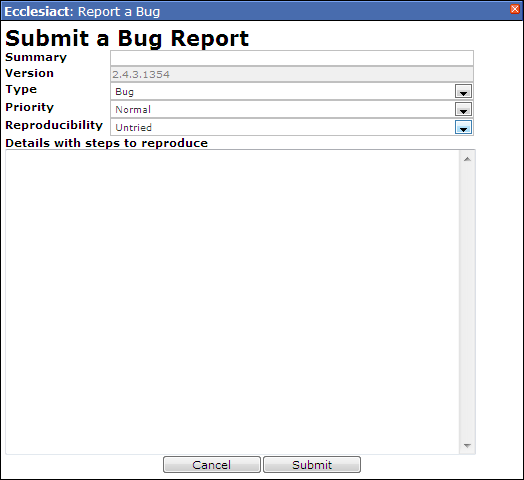 Ecclesiact: Report a Bug
Submit a Bug Report
Summary
Version 2.4.3.1354
Type Bug
Priority Normal
Reproducibility Untried
Details with steps to reproduce
Cancel Submit